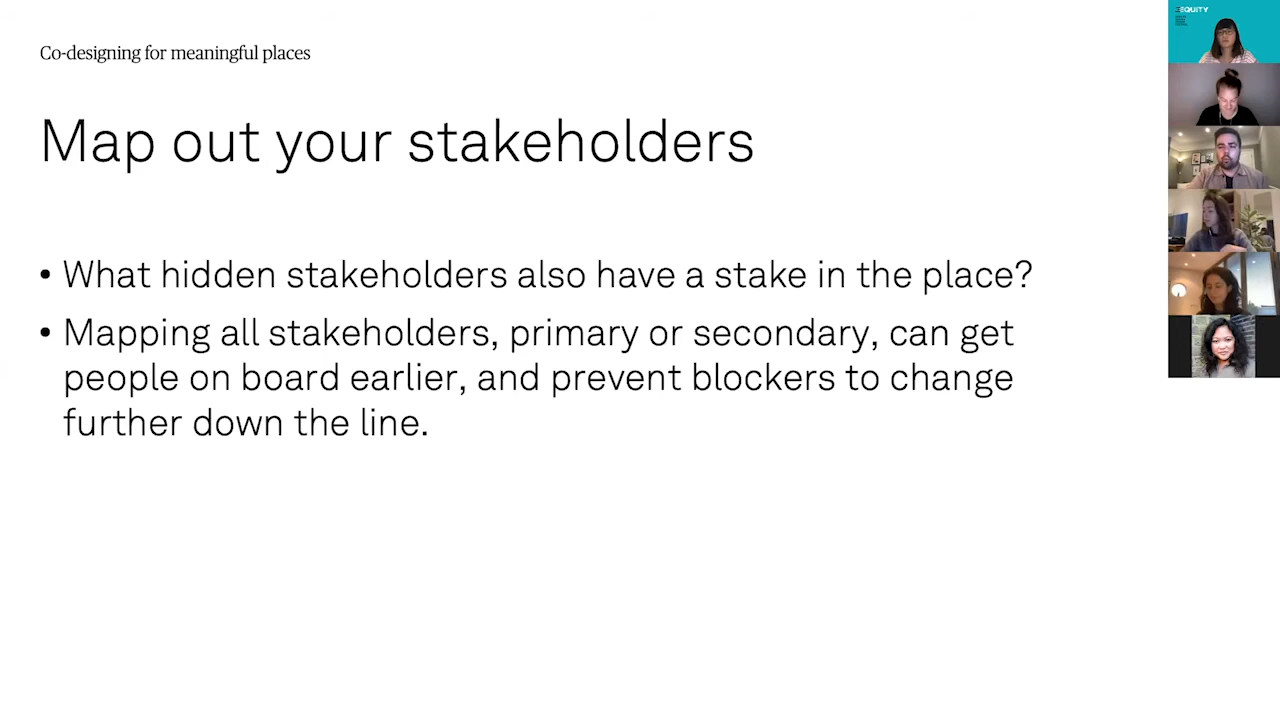 Co-designing for meaningful places
Map out your stakeholders
• What hidden stakeholders also have a stake in the place?
• Mapping all stakeholders, primary or secondary, can get
people on board earlier, and prevent blockers to change
further down the line.
EQUITY